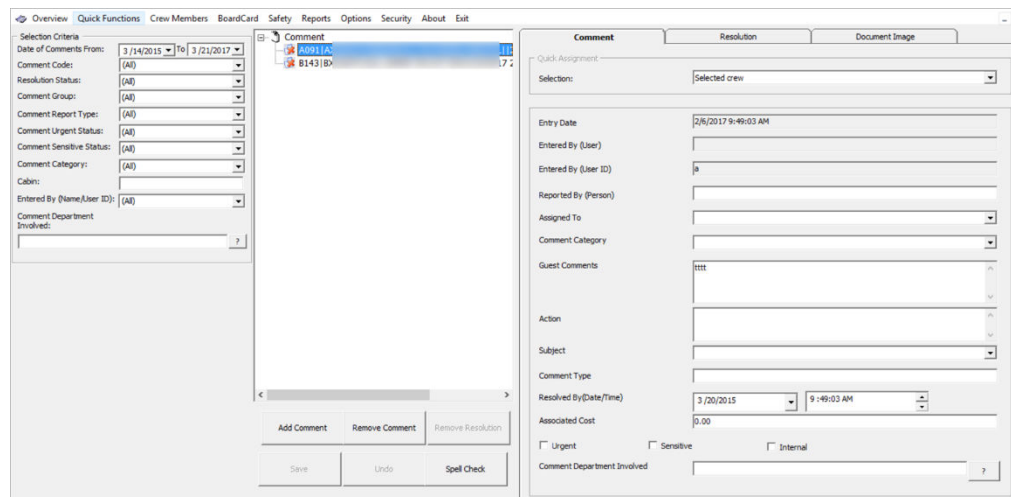 Overview Quick Functions Crew Members BoardCard Safety Reports Options Security About Exit
Selection Criteria
Date of Comments From: 3 /14/2015 To 3 /21/2017
Comment Code: (All)
Resolution Status: (All)
Comment Group: (All)
Comment Report Type: (All)
Comment Urgent Status: (All)
Comment Sensitive Status: (All)
Comment Category: (All)
Cabin:
Entered By (Name/User ID): (All)
Comment Department
Involved:
?
Comment
A091|A
B143|BX
Add Comment Remove Comment Remove Resolution
Save Undo Spell Check
Comment Resolution Document Image
Quick Assignment
Selection: Selected crew
Entry Date 2/6/2017 9:49:03 AM
Entered By (User)
Entered By (User ID) a
Reported By (Person)
Assigned To
Comment Category
Guest Comments tttt
Action
Subject
Comment Type
Resolved By(Date/Time) 3 /20/2015 9 :49:03 AM
Associated Cost 0.00
Urgent Sensitive Internal
Comment Department Involved ?